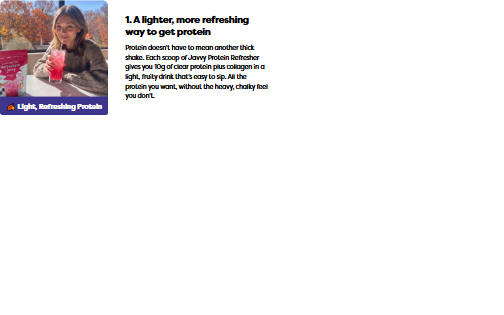 1. A lighter, more refreshing
way to get protein
Protein doesn't have to mean another thick
shake. Each scoop of Javvy Protein Refresher
gives you 10g of clear protein plus collagen in a
light, fruity drink that's easy to sip. All the
protein you want, without the heavy, chalky feel
you don't.
Light, Refreshing Protein